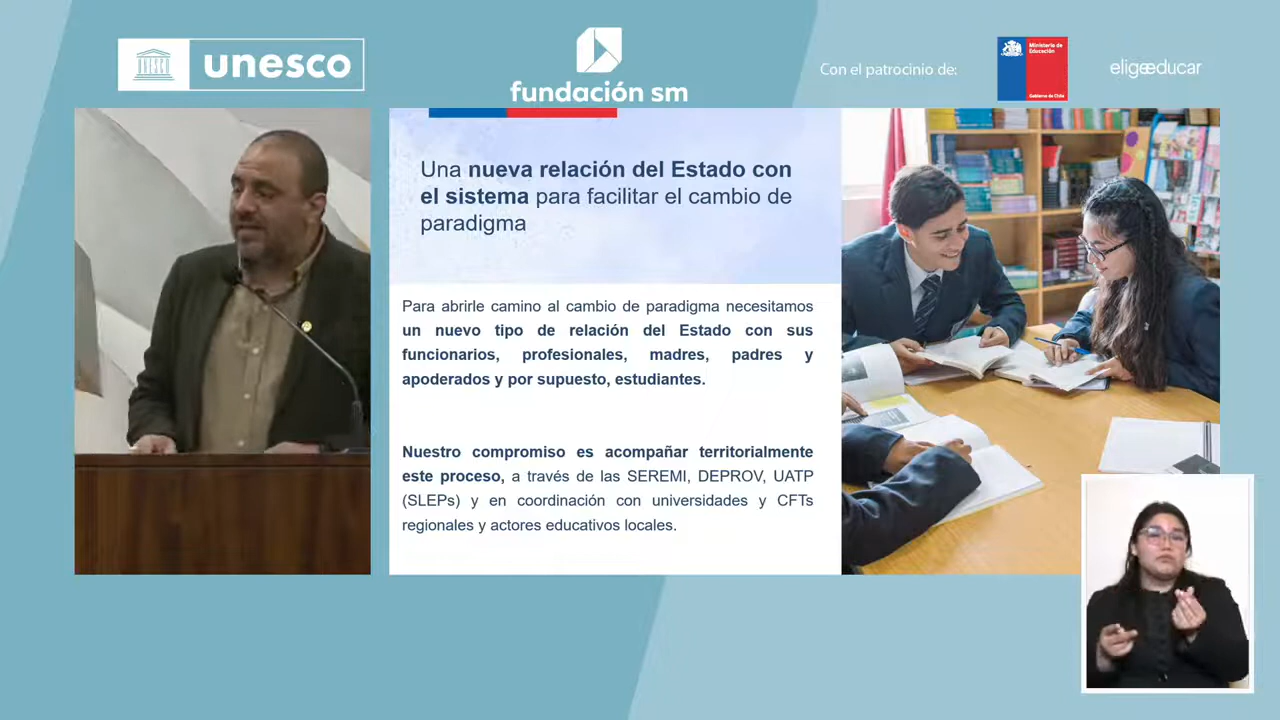 unesco
fundación sm
Con el patrocinio de:
Ministerio de
Educación
Gobierno de Chile
eligeeducar
Una nueva relación del Estado con
el sistema para facilitar el cambio de
paradigma
Para abrirle camino al cambio de paradigma necesitamos
un nuevo tipo de relación del Estado con sus
funcionarios, profesionales, madres, padres y
apoderados y por supuesto, estudiantes.
Nuestro compromiso es acompañar territorialmente
este proceso, a través de las SEREMI, DEPROV, UATP
(SLEPs) y en coordinación con universidades y CFTs
regionales y actores educativos locales.